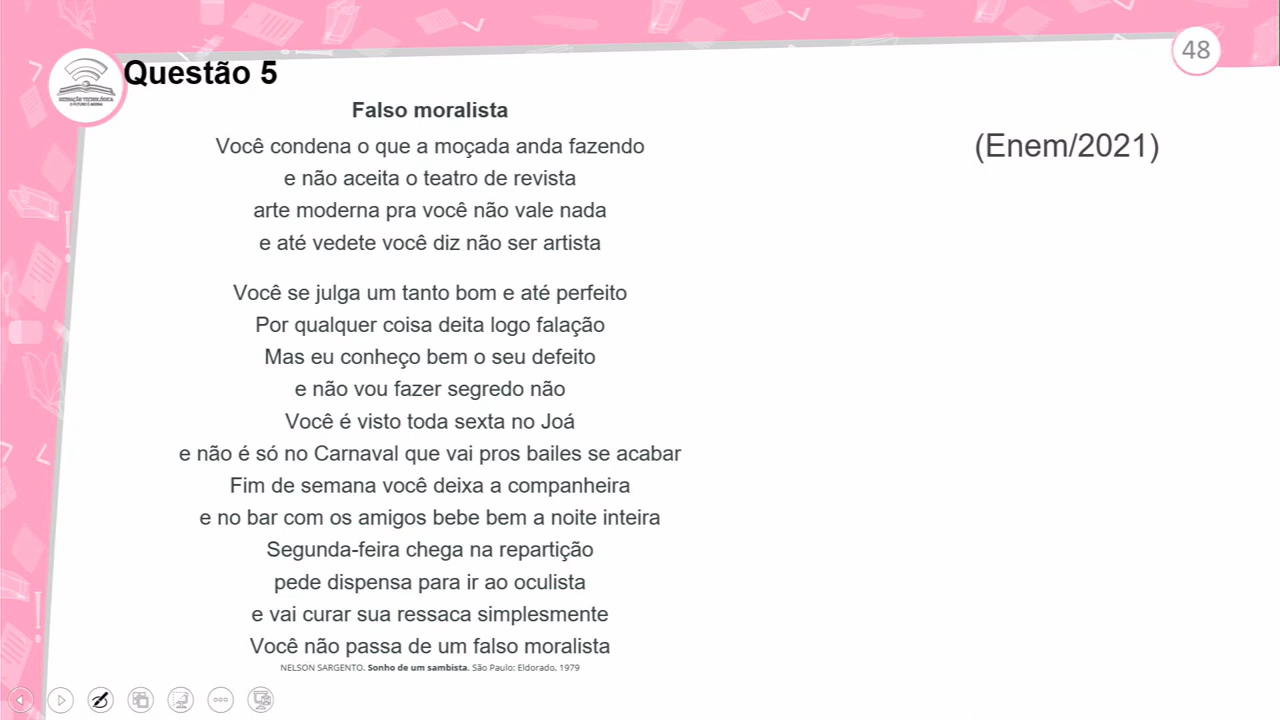 48
Questão 5
Falso moralista
(Enem/2021)
Você condena o que a moçada anda fazendo
e não aceita o teatro de revista
arte moderna pra você não vale nada
e até vedete você diz não ser artista
Você se julga um tanto bom e até perfeito
Por qualquer coisa deita logo falação
Mas eu conheço bem o seu defeito
e não vou fazer segredo não
Você é visto toda sexta no Joá
e não é só no Carnaval que vai pros bailes se acabar
Fim de semana você deixa a companheira
e no bar com os amigos bebe bem a noite inteira
Segunda-feira chega na repartição
pede dispensa para ir ao oculista
e vai curar sua ressaca simplesmente
Você não passa de um falso moralista
NELSON SARGENTO. Sonho de um sambista. São Paulo: Eldorado, 1979